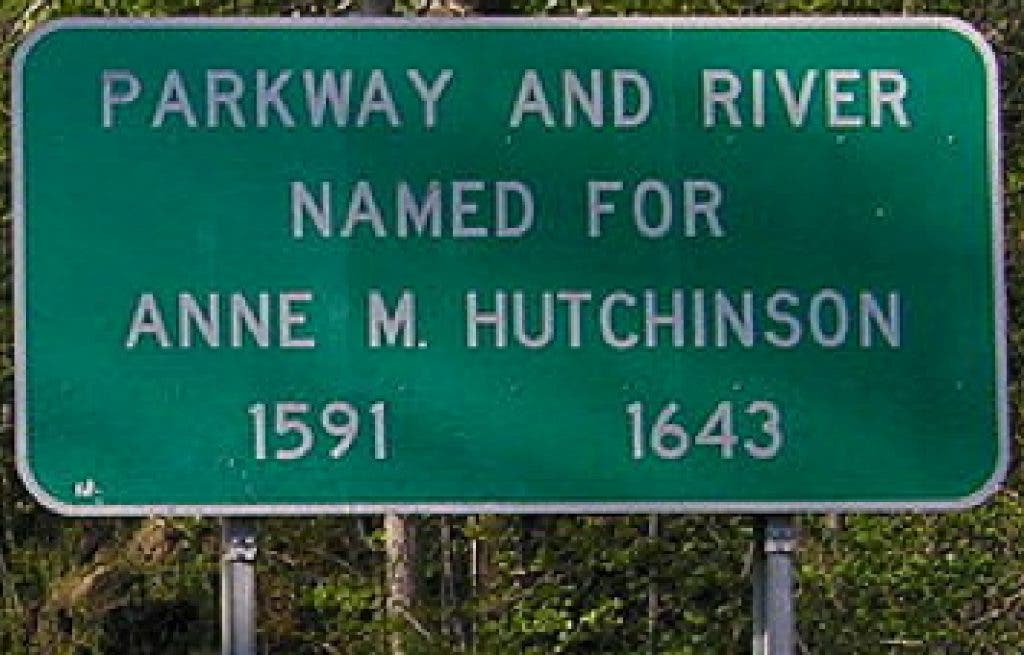 PARKWAY AND RIVER
NAMED FOR
ANNE M. HUTCHINSON
1591 1643